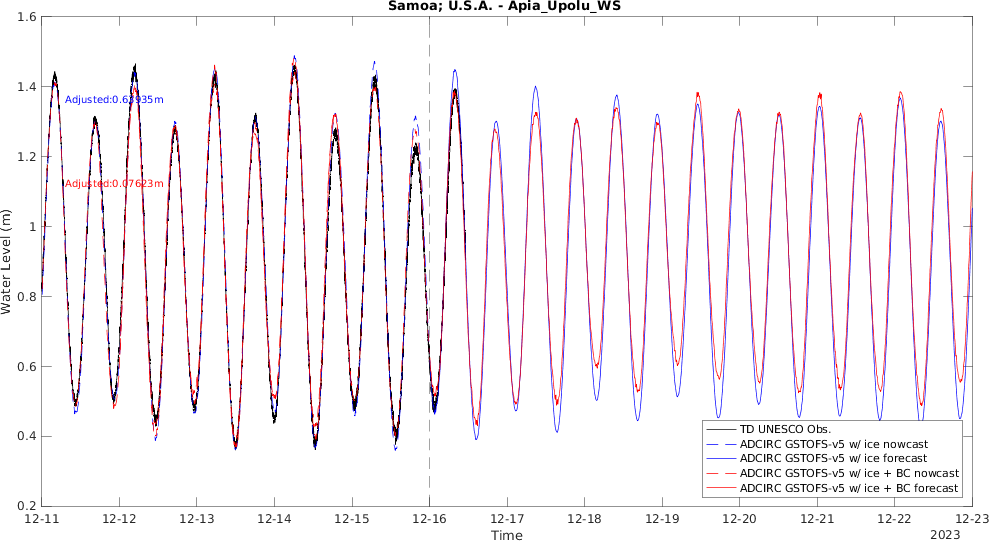 Samoa; U.S.A. - Apia_Upolu_WS
1.6
1.4
1.2
1
0.8
0.6
0.4
0.2
Water Level (m)
Adjusted:0.63935m
Adjusted:0.07623m
TD UNESCO Obs.
ADCIRC GSTOFS-v5 w/ ice nowcast
ADCIRC GSTOFS-v5 w/ ice forecast
ADCIRC GSTOFS-v5 w/ ice + BC nowcast
ADCIRC GSTOFS-v5 w/ ice + BC forecast
12-11 12-12 12-13 12-14 12-15 12-16 12-17 12-18 12-19 12-20 12-21 12-22 12-23
Time
2023